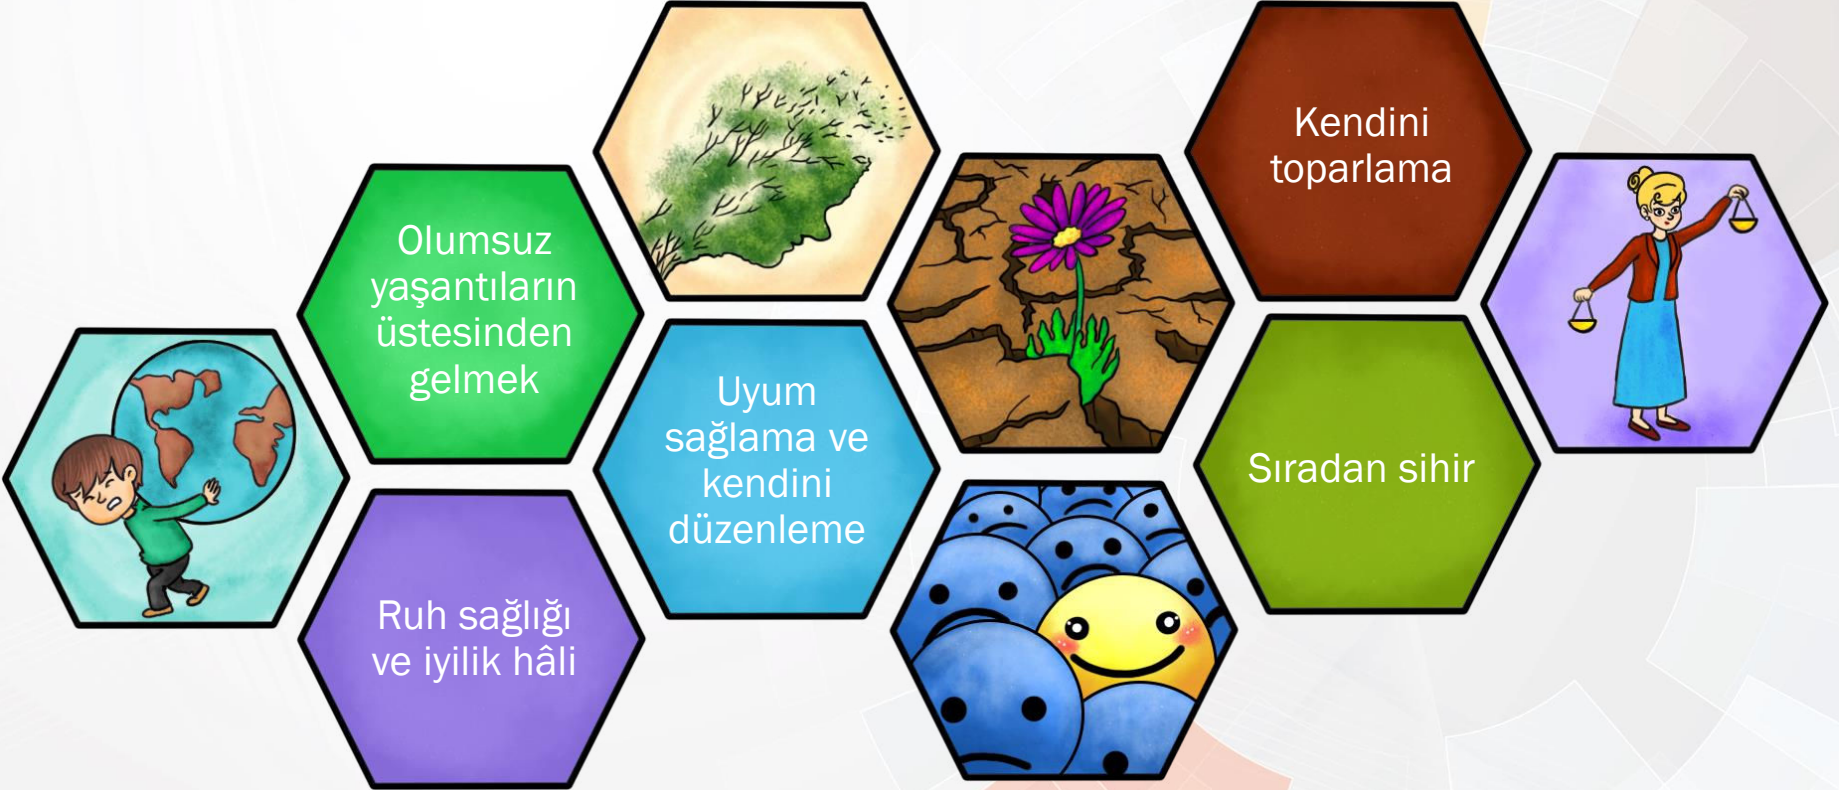 Olumsuz
yaşantıların
üstesinden
gelmek
Ruh sağlığı
ve iyilik hâli
Uyum
sağlama ve
kendini
düzenleme
Kendini
toparlama
Sıradan sihir